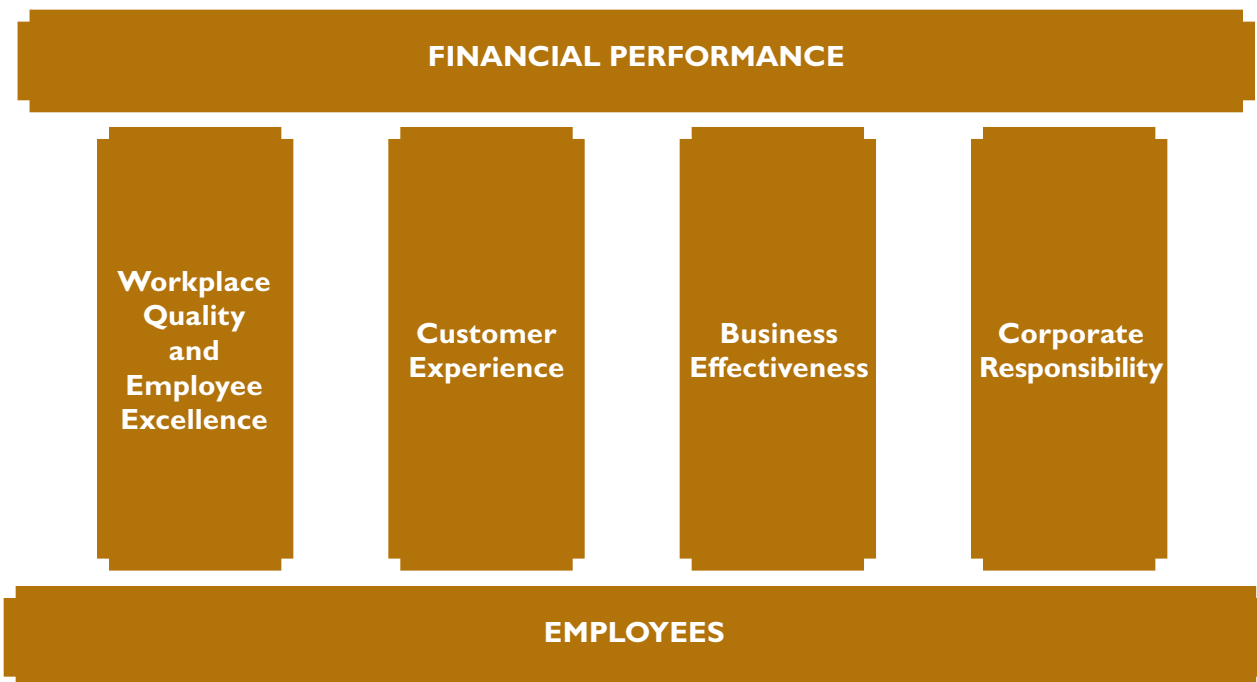 FINANCIAL PERFORMANCE
Workplace
Quality
and
Employee
Excellence
Customer
Experience
Business
Effectiveness
Corporate
Responsibility
EMPLOYEES